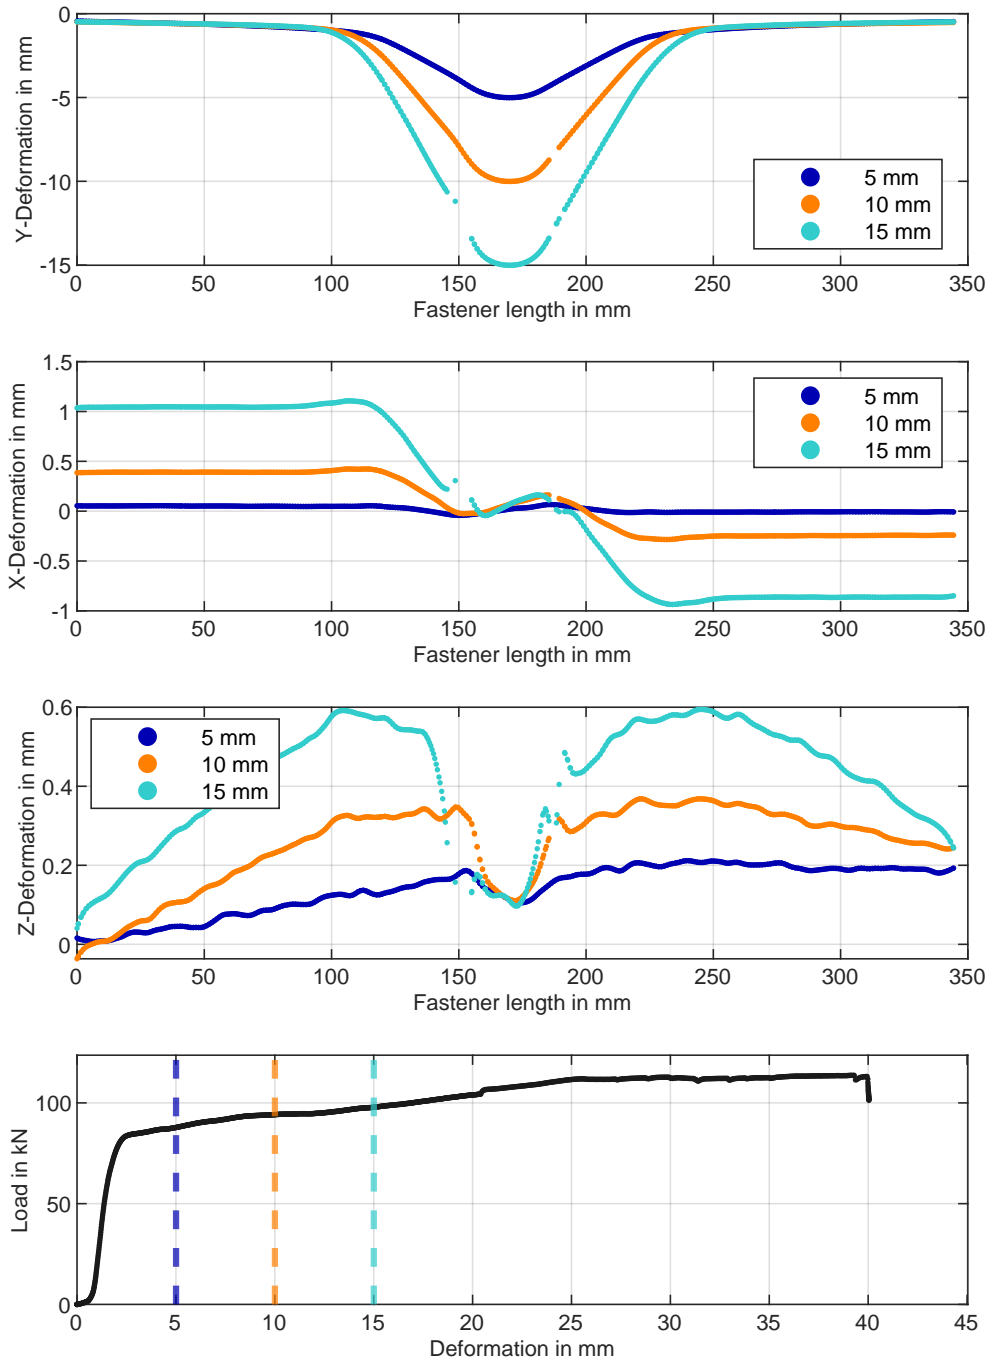 0
-5
-10
-15
Y-Deformation in mm
5 mm
10 mm
15 mm
0 50 100 150 200 250 300 350
Fastener length in mm
1.5
1
0.5
0
-0.5
-1
X-Deformation in mm
5 mm
10 mm
15 mm
0 50 100 150 200 250 300 350
Fastener length in mm
0.6
0.4
0.2
0
Z-Deformation in mm
5 mm
10 mm
15 mm
0 50 100 150 200 250 300 350
Fastener length in mm
100
50
0
Load in kN
0 5 10 15 20 25 30 35 40 45
Deformation in mm